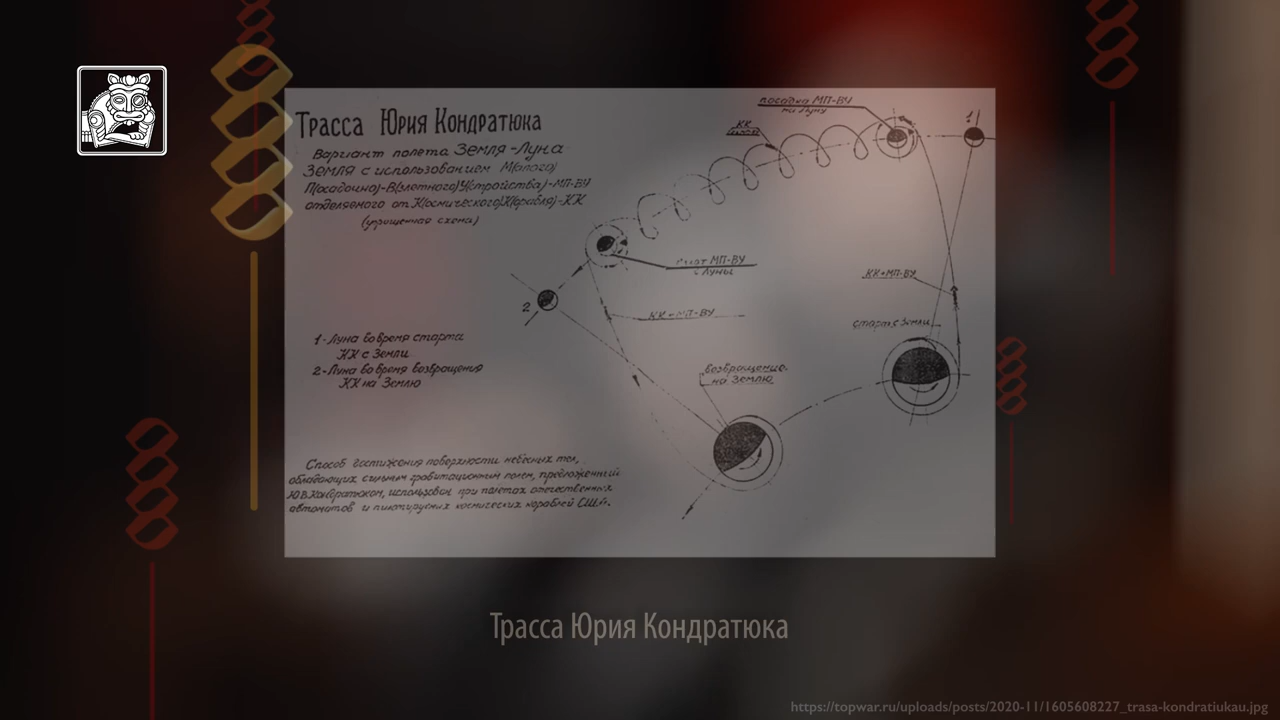 Трасса Юрия Кондратюка
Вариант полета Земля-Луна
Земля с использованием М(алого)
П(осадочно)-В(злетного)У(стройства)-МП-ВУ
отделяемого от К(осмического)К(орабля)-КК
(упрощенная схема)
посадка МП-ВУ
на Луну
КК
1
МП-ВУ
с Луны
2
КК+МП-ВУ
КК+МП-ВУ
старт с Земли
1-Луна во время старта
КК с Земли
2-Луна во время возвращения
КК на Землю
возвращение
на Землю
Способ достижения поверхности небесных тел,
обладающих сильным гравитационным полем, предложенный
Ю.В.Кондратюком, использован при полетах отечественных
автоматов и пилотируемых космических кораблей США.
Трасса Юрия Кондратюка
https://topwar.ru/uploads/posts/2020-11/1605608227_trasa-kondratiukau.jpg